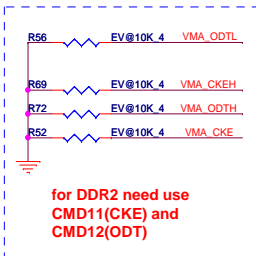 R56 EV@10K_4 VMA_ODTL
R69 EV@10K_4 VMA_CKEH
R72 EV@10K_4 VMA_ODTH
R52 EV@10K_4 VMA_CKE
for DDR2 need use
CMD11(CKE) and
CMD12(ODT)